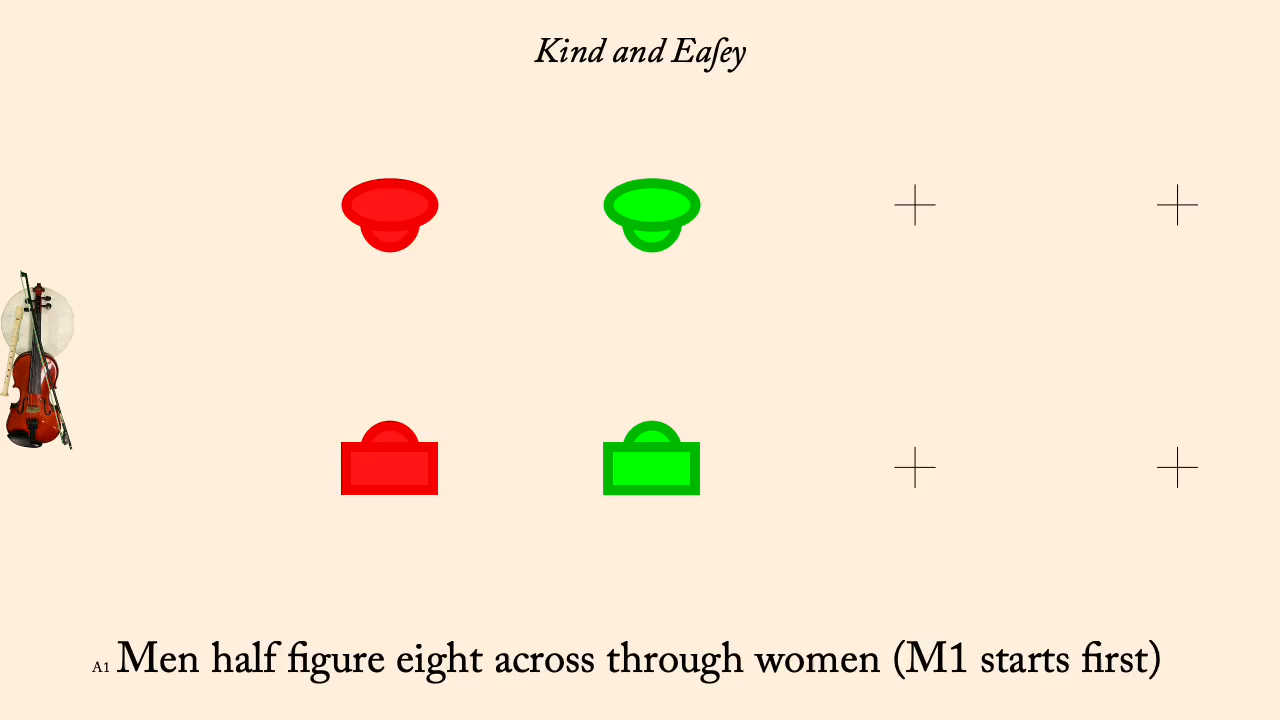 Kind and Eaſey
A1 Men half figure eight across through women (M1 starts first)